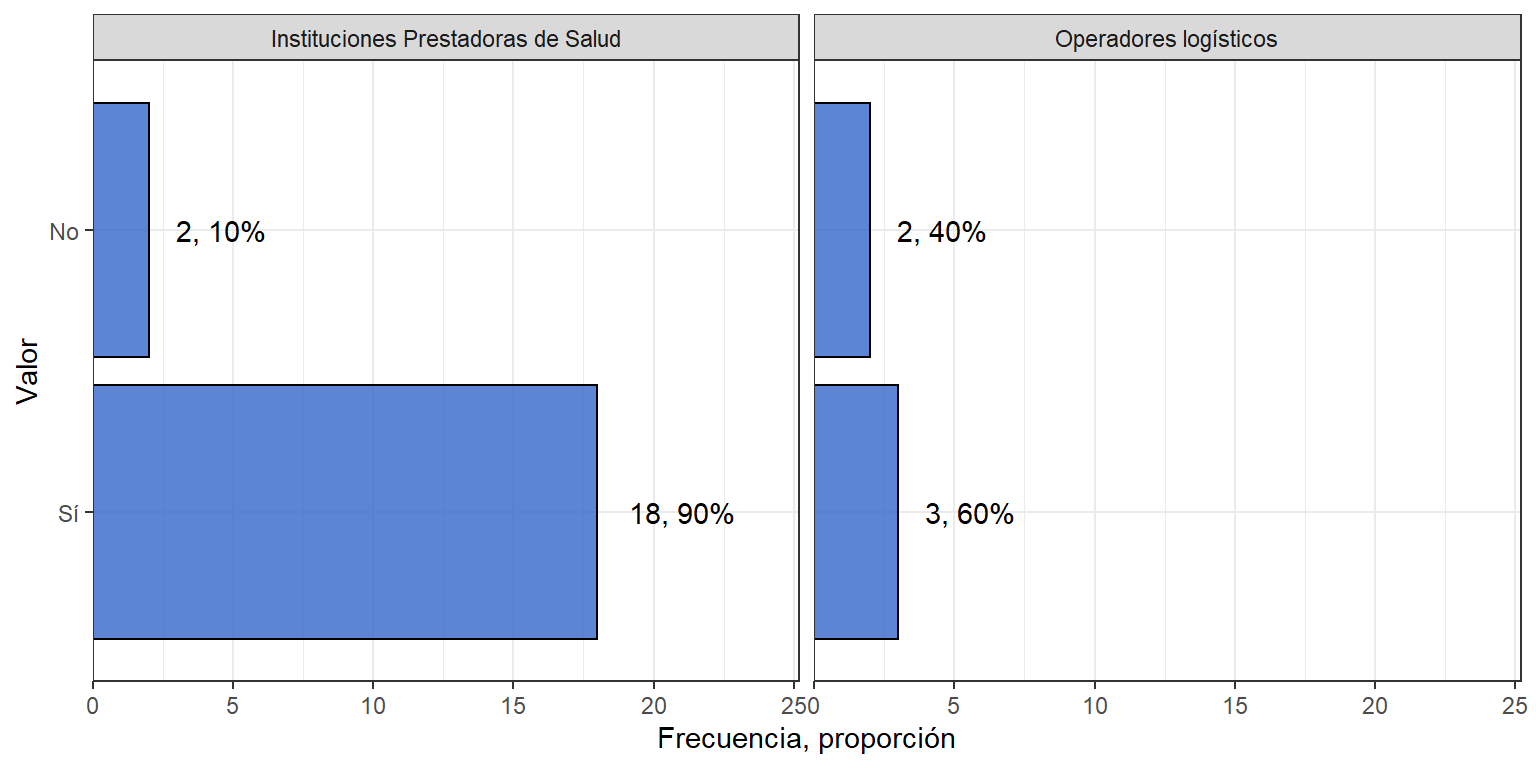 Instituciones Prestadoras de Salud
Operadores logísticos
Valor
No
2, 10%
2, 40%
Sí
18, 90%
3, 60%
0 5 10 15 20 25
0 5 10 15 20 25
Frecuencia, proporción